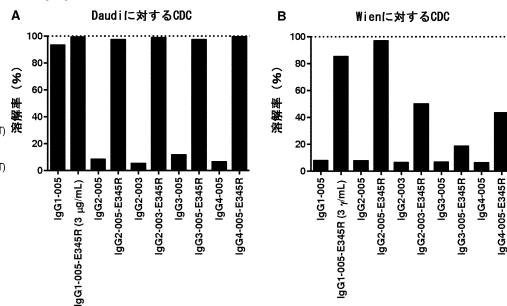 A
Daudiに対するCDC
溶解率 (%)
100
80
60
40
20
0
IgG1-005
IgG1-005-E345R (3 μg/mL)
IgG2-005
IgG2-005-E345R
IgG2-003
IgG2-003-E345R
IgG3-005
IgG3-005-E345R
IgG4-005
IgG4-005-E345R
B
Wienに対するCDC
溶解率 (%)
100
80
60
40
20
0
IgG1-005
IgG1-005-E345R (3 γ/mL)
IgG2-005
IgG2-005-E345R
IgG2-003
IgG2-003-E345R
IgG3-005
IgG3-005-E345R
IgG4-005
IgG4-005-E345R